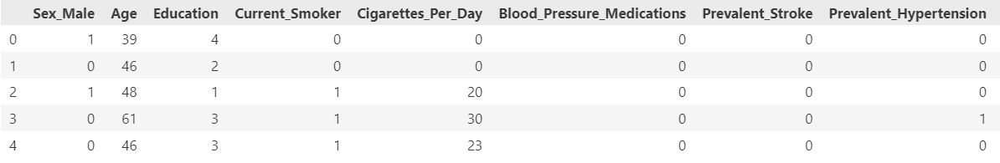 Sex_Male Age Education Current_Smoker Cigarettes_Per_Day Blood_Pressure_Medications Prevalent_Stroke Prevalent_Hypertension
0 1 39 4 0 0 0 0 0
1 0 46 2 0 0 0 0 0
2 1 48 1 1 20 0 0 0
3 0 61 3 1 30 0 0 1
4 0 46 3 1 23 0 0 0